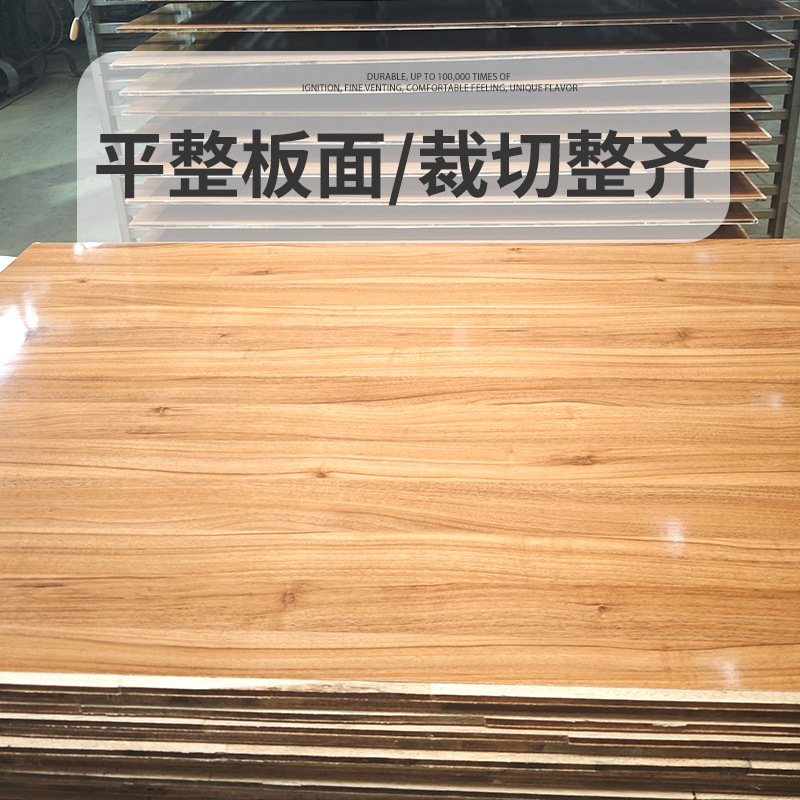 DURABLE, UP TO 100,000 TIMES OF
IGNITION, FINE VENTING, COMFORTABLE FEELING, UNIQUE FLAVOR
平整板面/裁切整齐